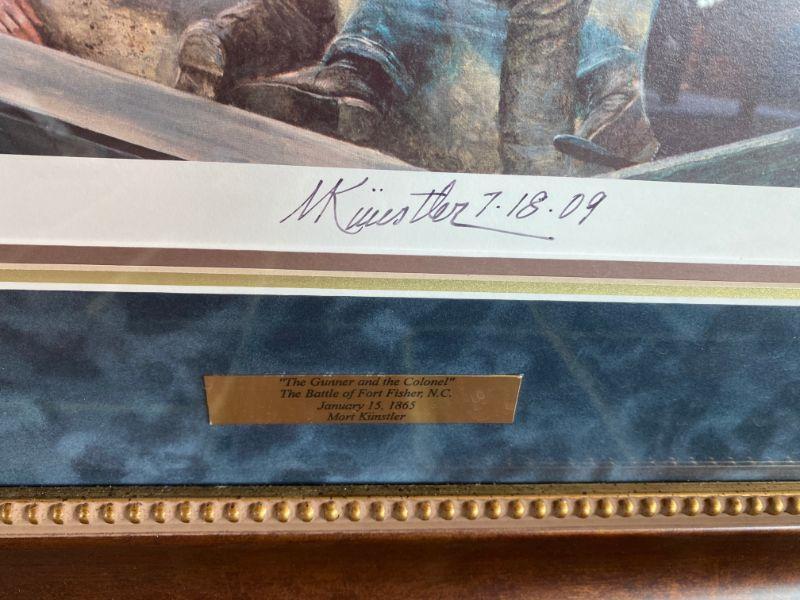 MKünstler 7·18·09
"The Gunner and the Colonel"
The Battle of Fort Fisher, N.C.
January 15, 1865
Mort Künstler